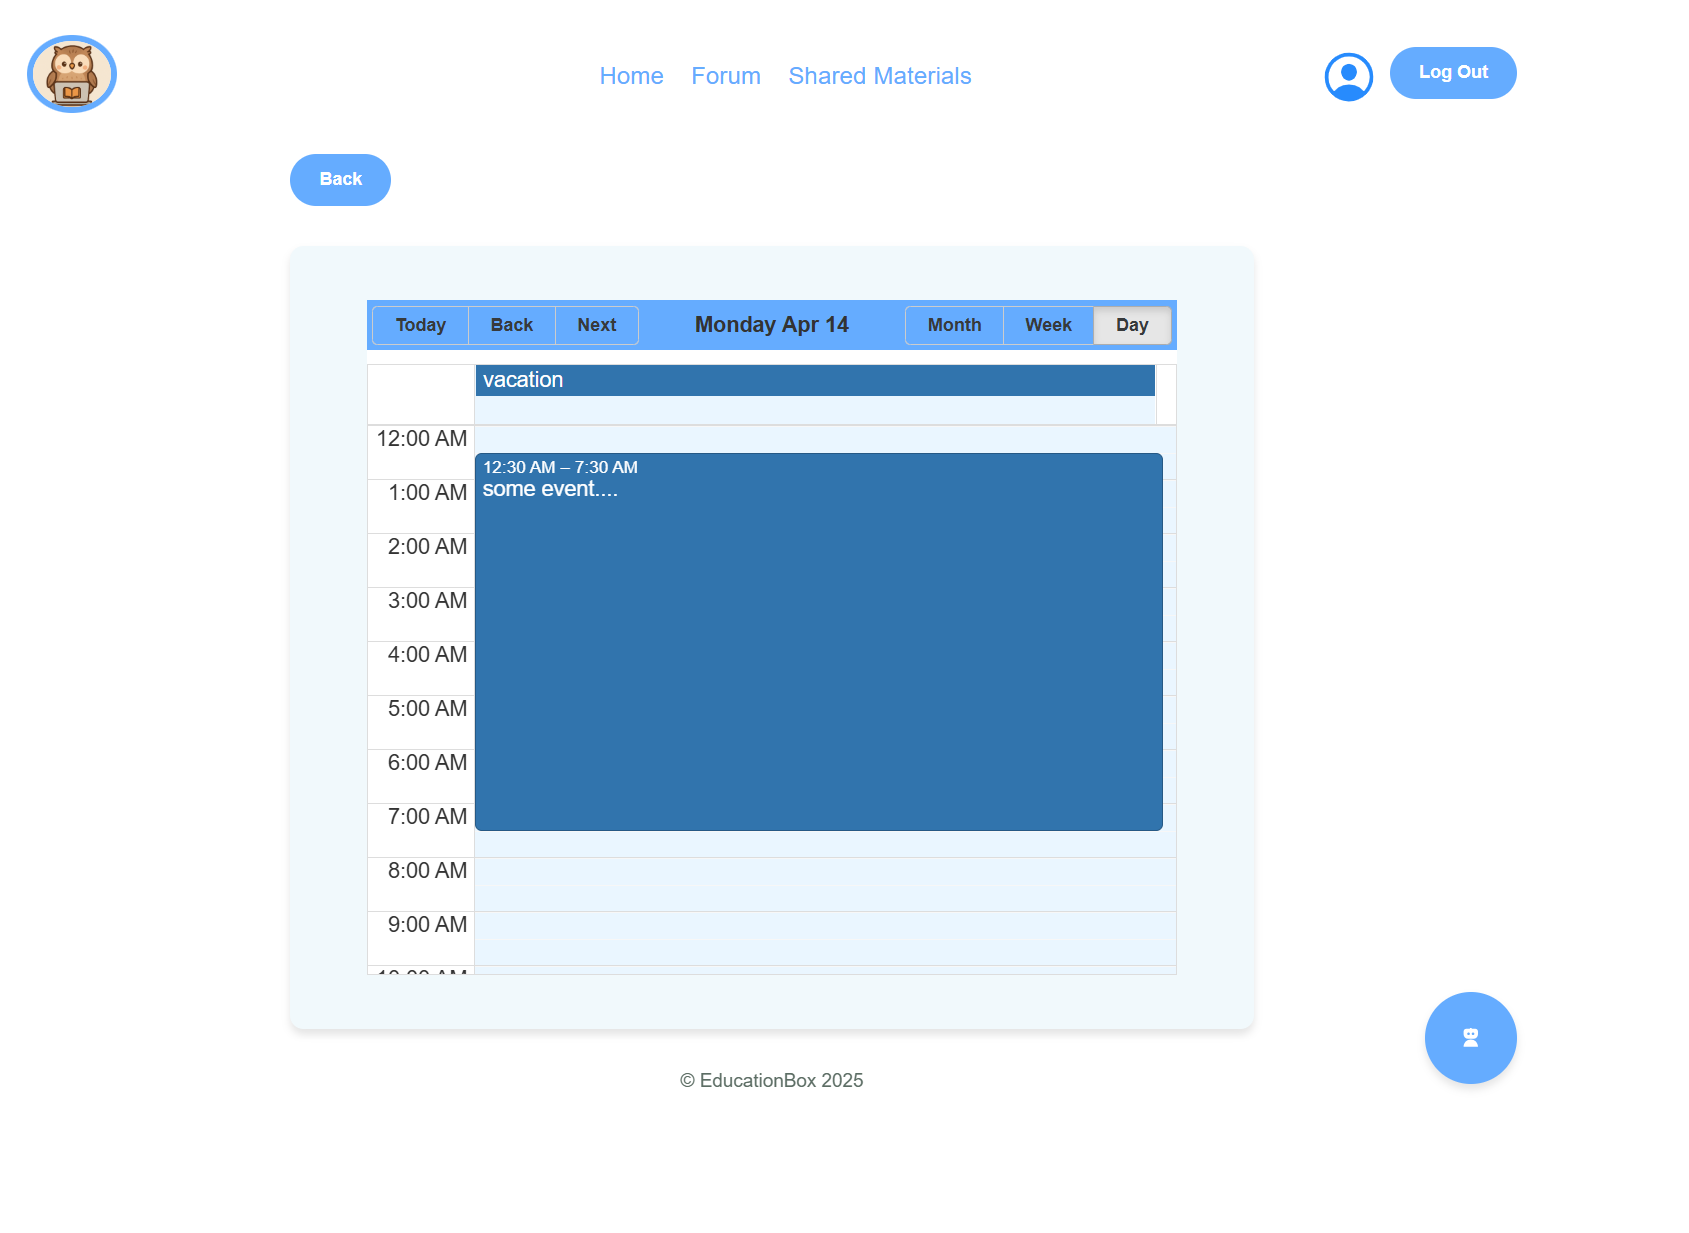 Home Forum Shared Materials
Log Out
Back
Today Back Next Monday Apr 14 Month Week Day
vacation
12:00 AM
12:30 AM – 7:30 AM
some event....
1:00 AM
2:00 AM
3:00 AM
4:00 AM
5:00 AM
6:00 AM
7:00 AM
8:00 AM
9:00 AM
10:00 AM
© EducationBox 2025